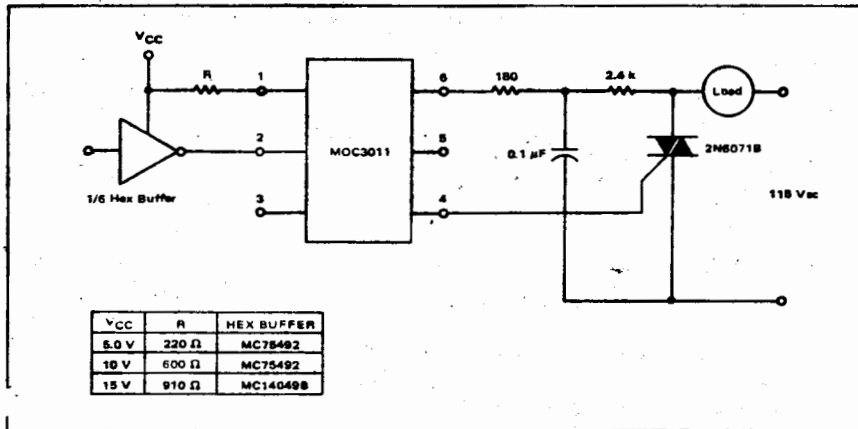 VCC
R
1
6
180
2.4 k
Load
2
5
MOC3011
0.1 µF
2N6071B
1/6 Hex Buffer
3
4
115 Vac
VCC R HEX BUFFER
5.0 V 220 Ω MC75492
10 V 600 Ω MC75492
15 V 910 Ω MC14049B